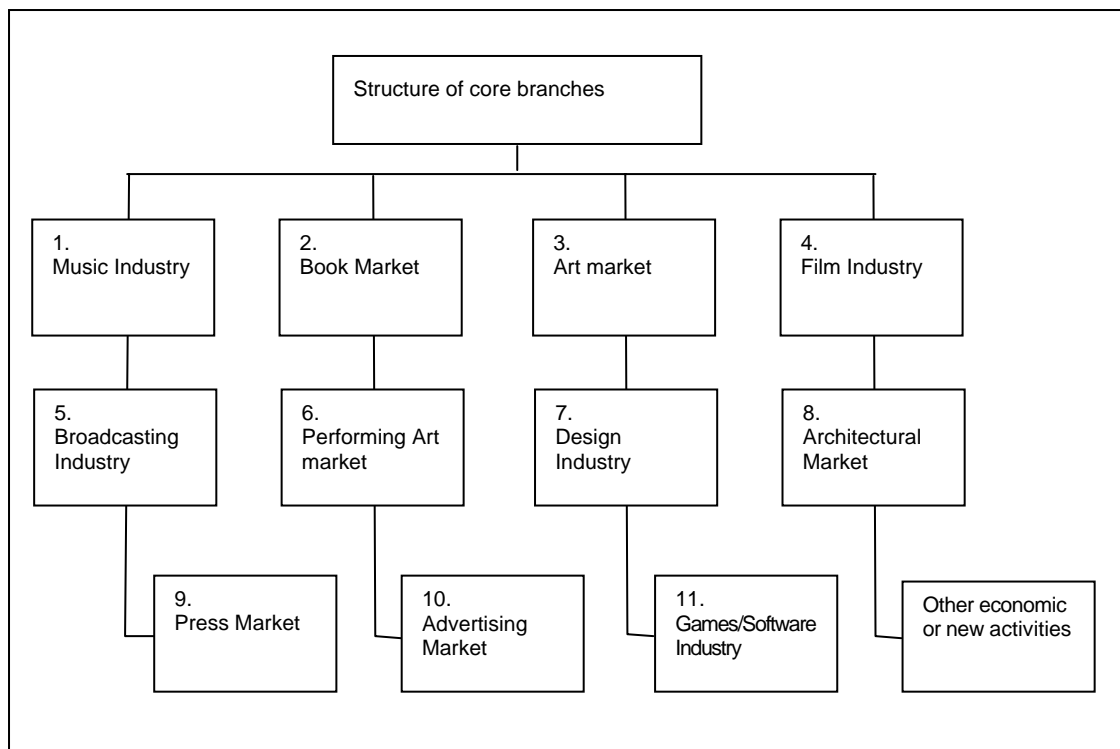 Structure of core branches
1.
Music Industry
2.
Book Market
3.
Art market
4.
Film Industry
5.
Broadcasting
Industry
6.
Performing Art
market
7.
Design
Industry
8.
Architectural
Market
9.
Press Market
10.
Advertising
Market
11.
Games/Software
Industry
Other economic
or new activities